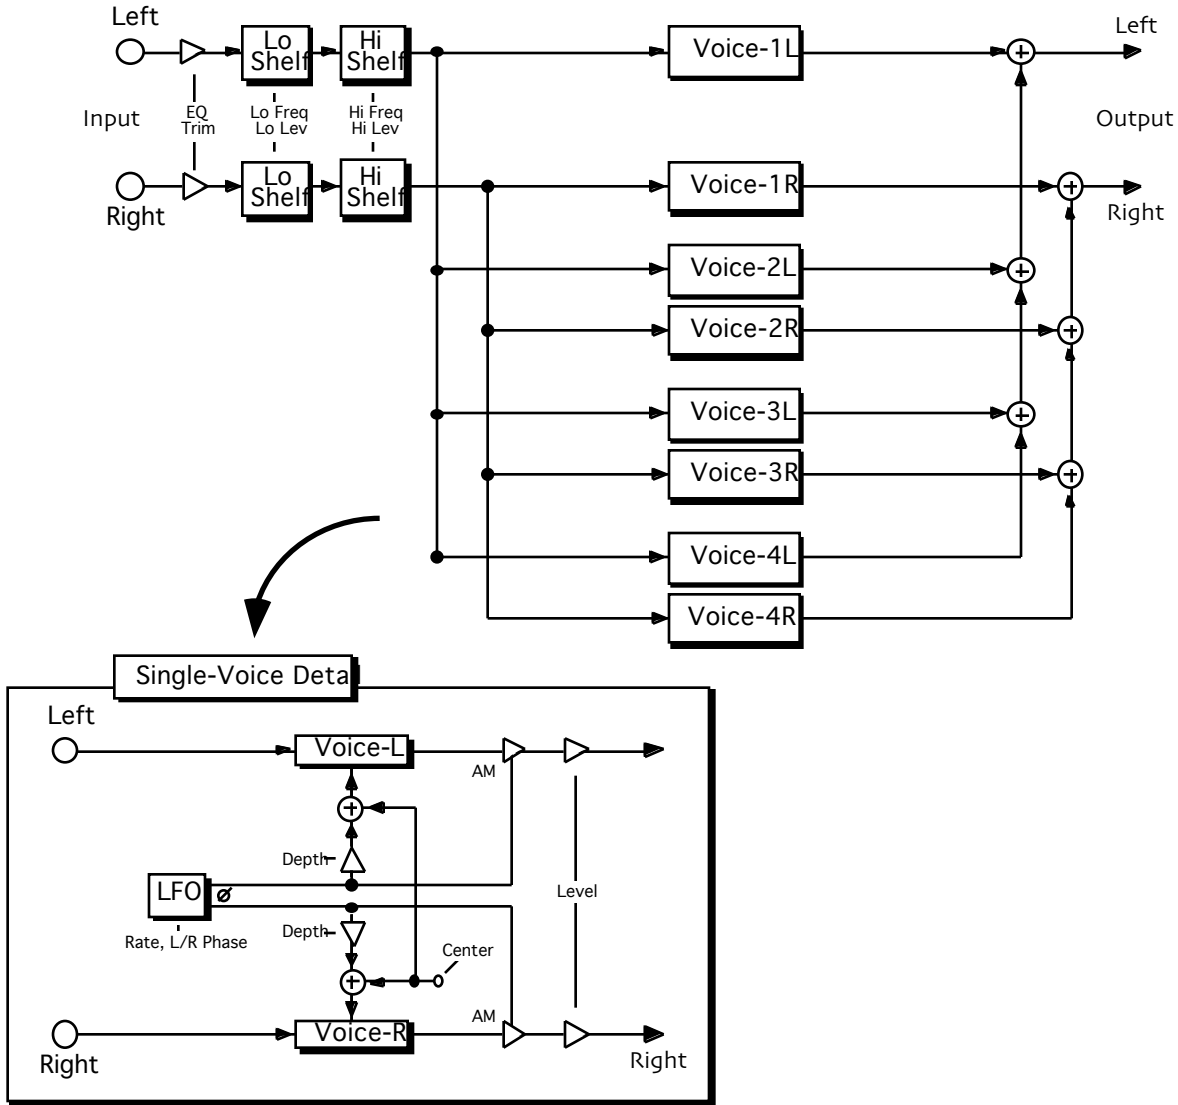 Left
Lo
Shelf
Hi
Shelf
Voice-1L
Left
Input
EQ
Trim
Lo Freq
Lo Lev
Hi Freq
Hi Lev
Output
Lo
Shelf
Hi
Shelf
Voice-1R
Right
Right
Voice-2L
Voice-2R
Voice-3L
Voice-3R
Voice-4L
Voice-4R
Single-Voice Deta
Left
Voice-L
AM
Depth
LFO
Level
Depth
Rate, L/R Phase
Center
AM
Voice-R
Right
Right